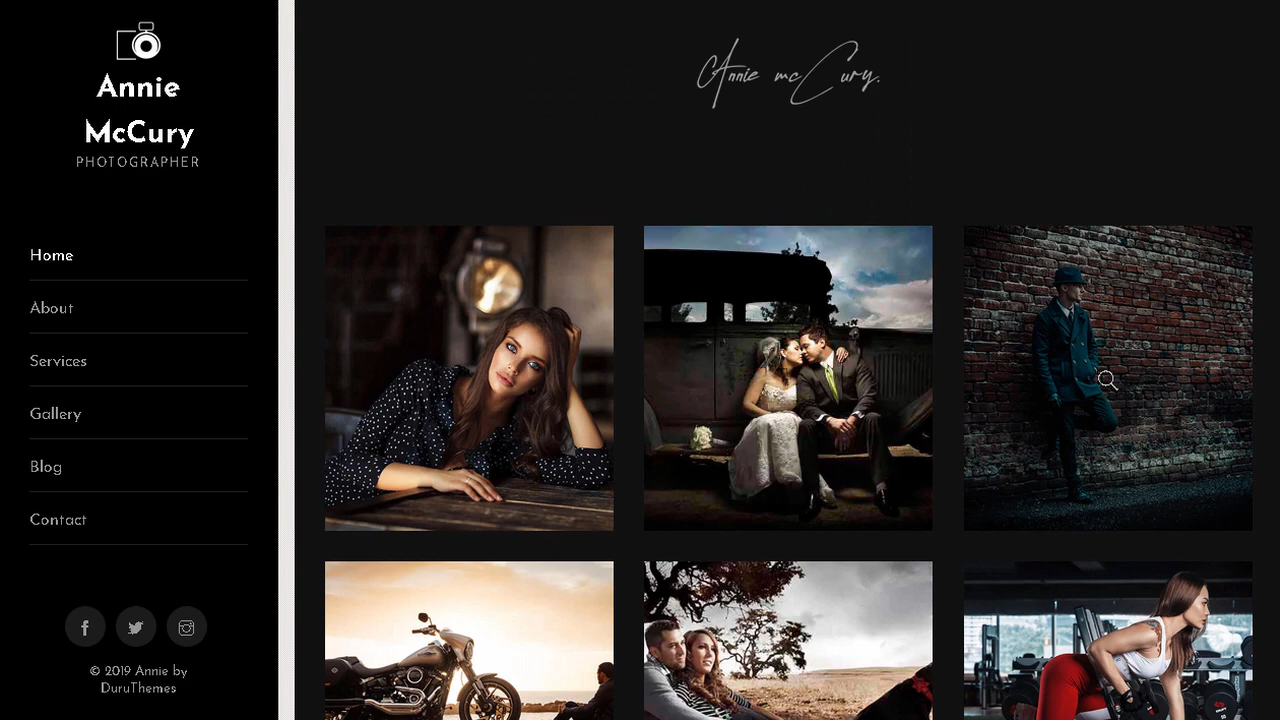 Annie
McCury
PHOTOGRAPHER
Home
About
Services
Gallery
Blog
Contact
© 2019 Annie by
DuruThemes
Annie mcCury.